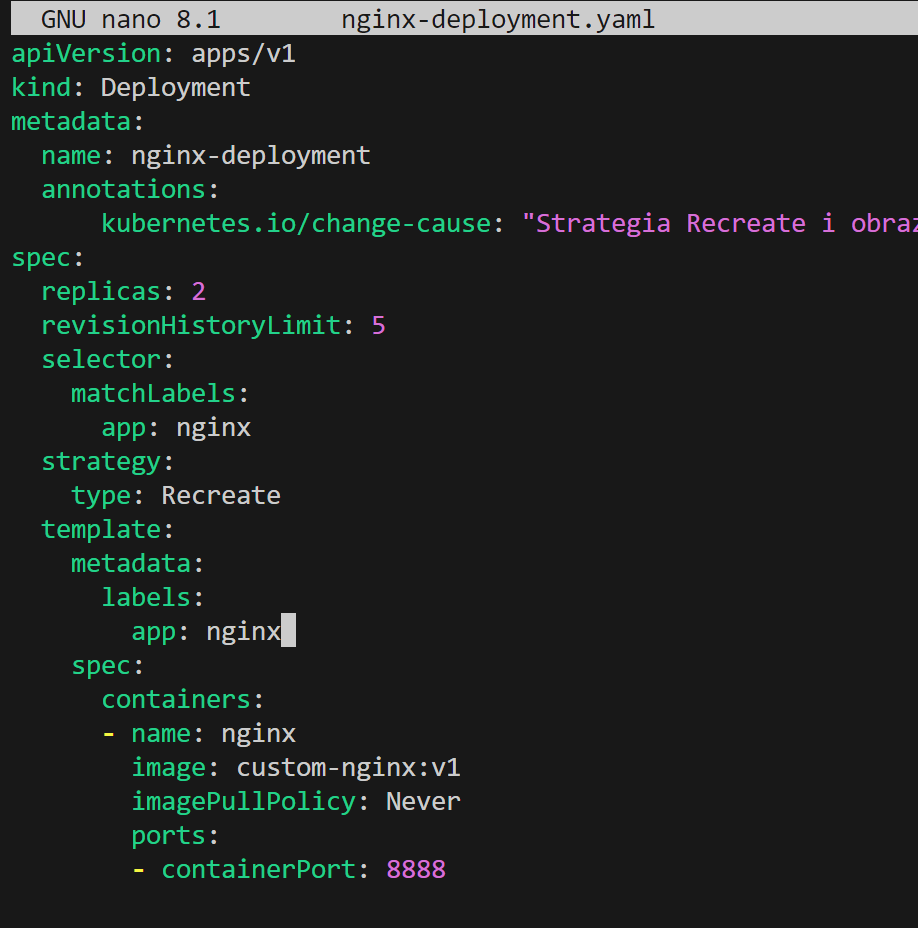 GNU nano 8.1 nginx-deployment.yaml
apiVersion: apps/v1
kind: Deployment
metadata:
  name: nginx-deployment
  annotations:
      kubernetes.io/change-cause: "Strategia Recreate i obraz
spec:
  replicas: 2
  revisionHistoryLimit: 5
  selector:
    matchLabels:
      app: nginx
  strategy:
    type: Recreate
  template:
    metadata:
      labels:
        app: nginx
    spec:
      containers:
      - name: nginx
        image: custom-nginx:v1
        imagePullPolicy: Never
        ports:
        - containerPort: 8888